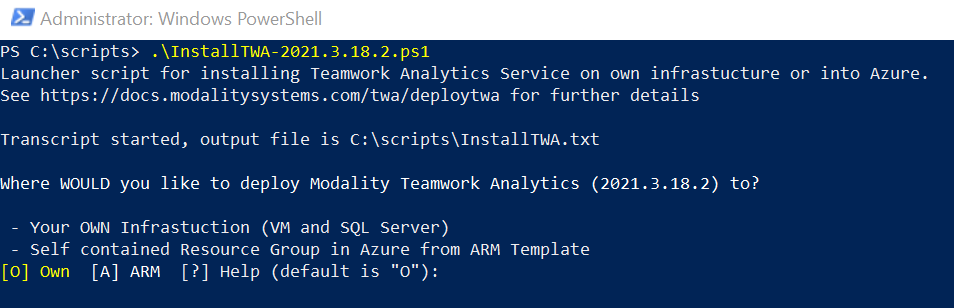 Administrator: Windows PowerShell
PS C:\scripts> .\InstallTWA-2021.3.18.2.ps1
Launcher script for installing Teamwork Analytics Service on own infrastucture or into Azure.
See https://docs.modalitysystems.com/twa/deploytwa for further details
Transcript started, output file is C:\scripts\InstallTWA.txt
Where WOULD you like to deploy Modality Teamwork Analytics (2021.3.18.2) to?
- Your OWN Infrastuction (VM and SQL Server)
- Self contained Resource Group in Azure from ARM Template
[O] Own  [A] ARM  [?] Help (default is "O"):